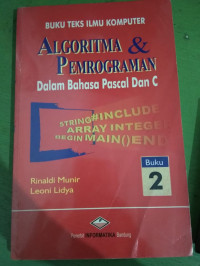 BUKU TEKS ILMU KOMPUTER
ALGORITMA &
PEMROGRAMAN
Dalam Bahasa Pascal Dan C
STRING#INCLUDE
ARRAY INTEGE
BEGIN MAIN()END
Buku
2
Rinaldi Munir
Leoni Lidya
Penerbit INFORMATIKA Bandung